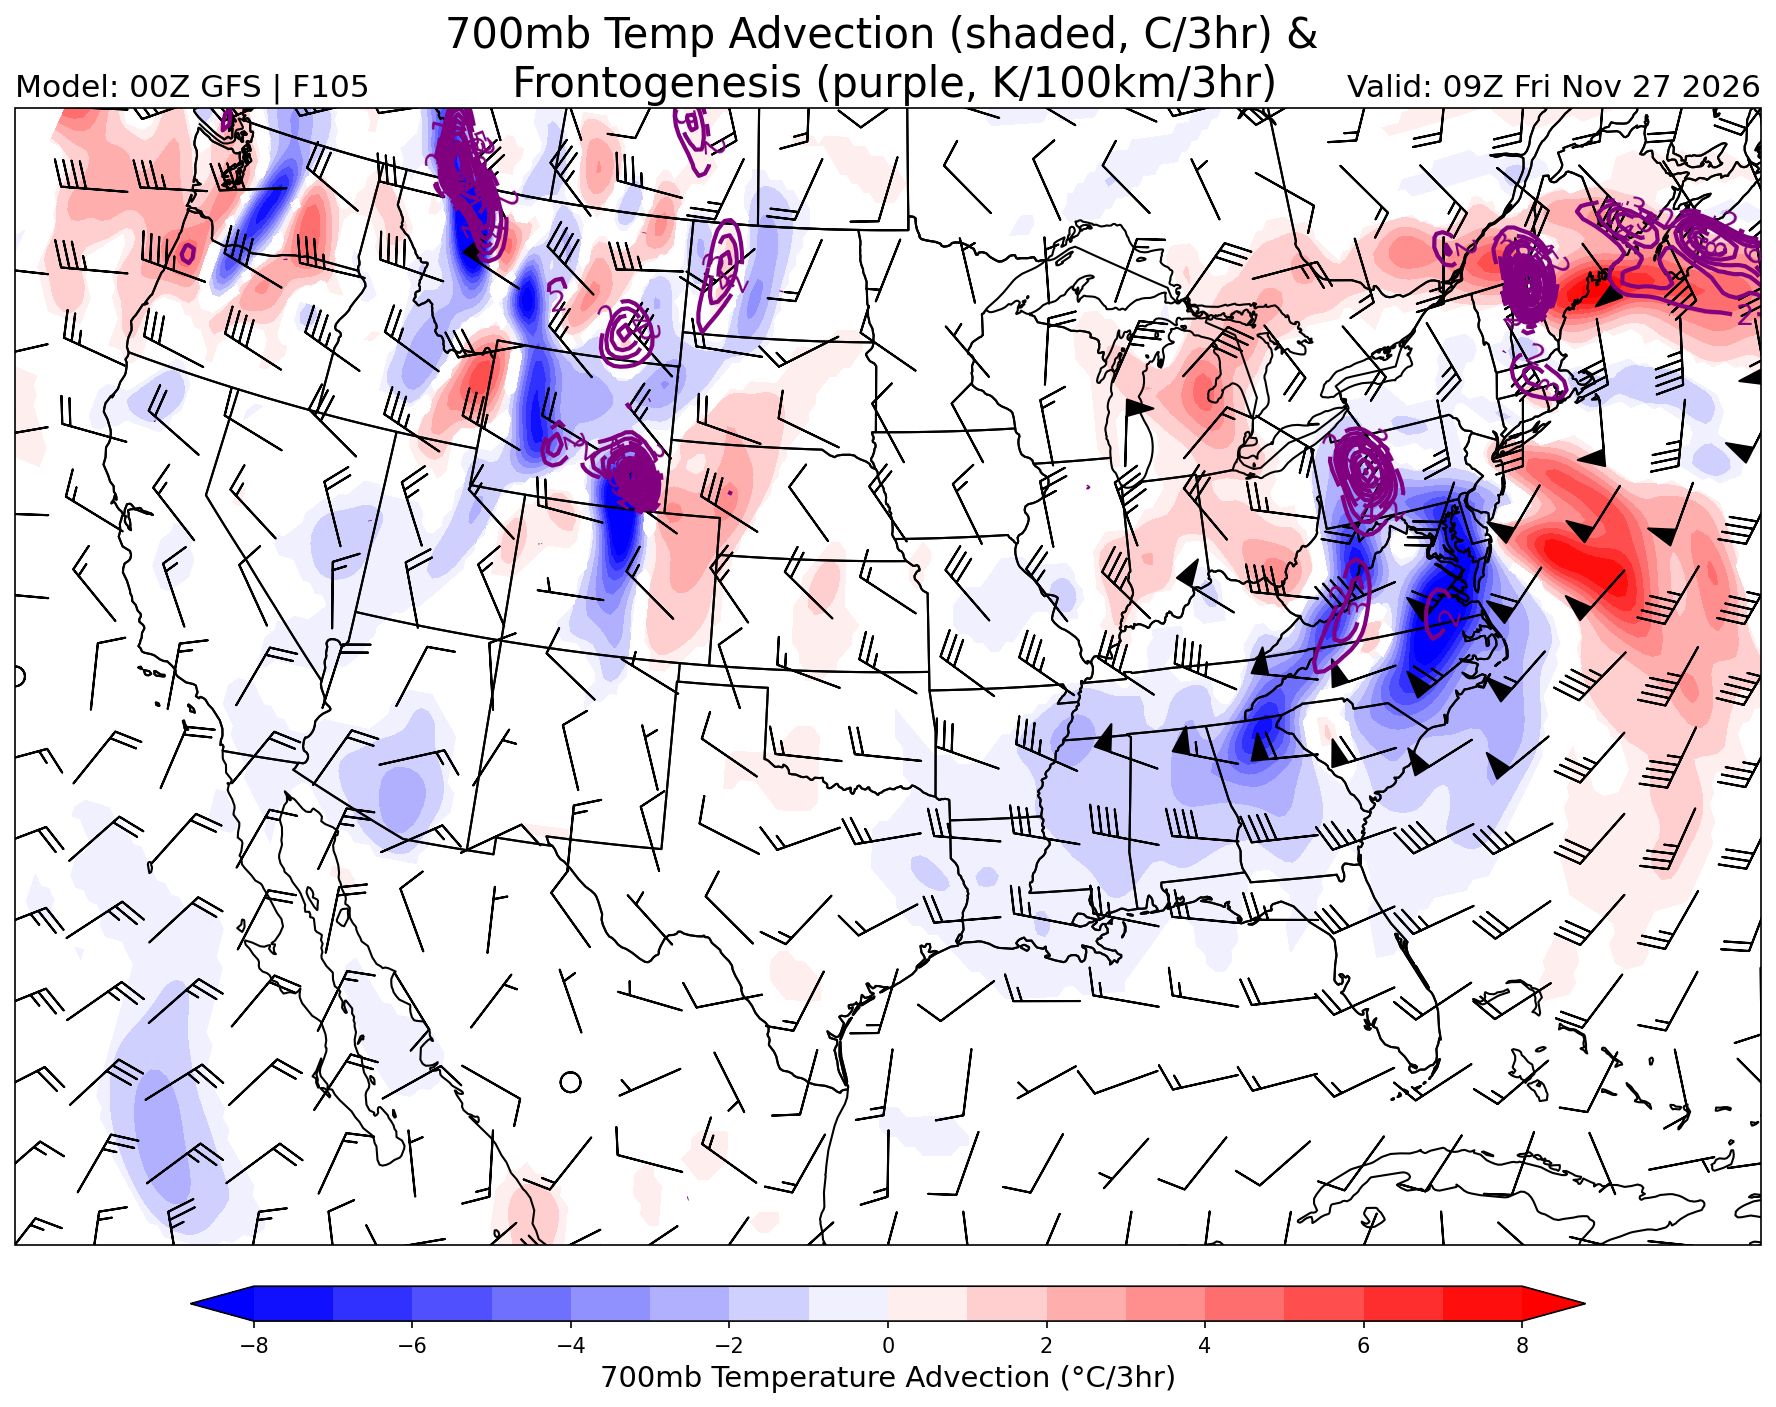 700mb Temp Advection (shaded, C/3hr) &
Frontogenesis (purple, K/100km/3hr)
Model: 00Z GFS | F105
Valid: 09Z Fri Nov 27 2026
−8 −6 −4 −2 0 2 4 6 8
700mb Temperature Advection (°C/3hr)